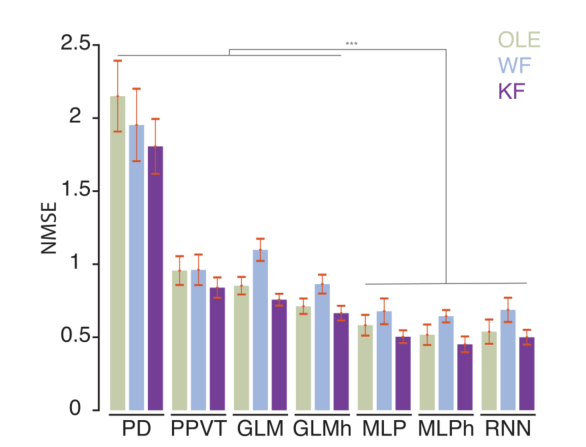 2.5
***
OLE
WF
KF
2
1.5
NMSE
1
0.5
0
PD PPVT GLM GLMh MLP MLPh RNN